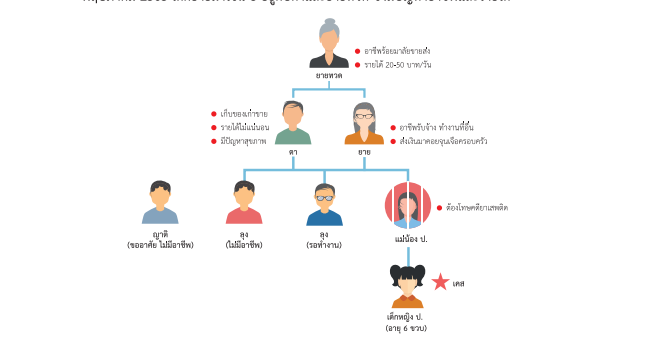 อาชีพร้อยมาลัยขายส่ง
รายได้ 20-50 บาท/วัน
ยายทวด
เก็บของเก่าขาย
รายได้ไม่แน่นอน
มีปัญหาสุขภาพ
อาชีพรับจ้าง ทำงานที่อื่น
ส่งเงินมาคอยจุนเจือครอบครัว
ตา
ยาย
ต้องโทษคดียาเสพติด
ญาติ
(ขออาศัย ไม่มีอาชีพ)
ลุง
(ไม่มีอาชีพ)
ลุง
(รอทำงาน)
แม่น้อง ป.
เคส
เด็กหญิง ป.
(อายุ 6 ขวบ)